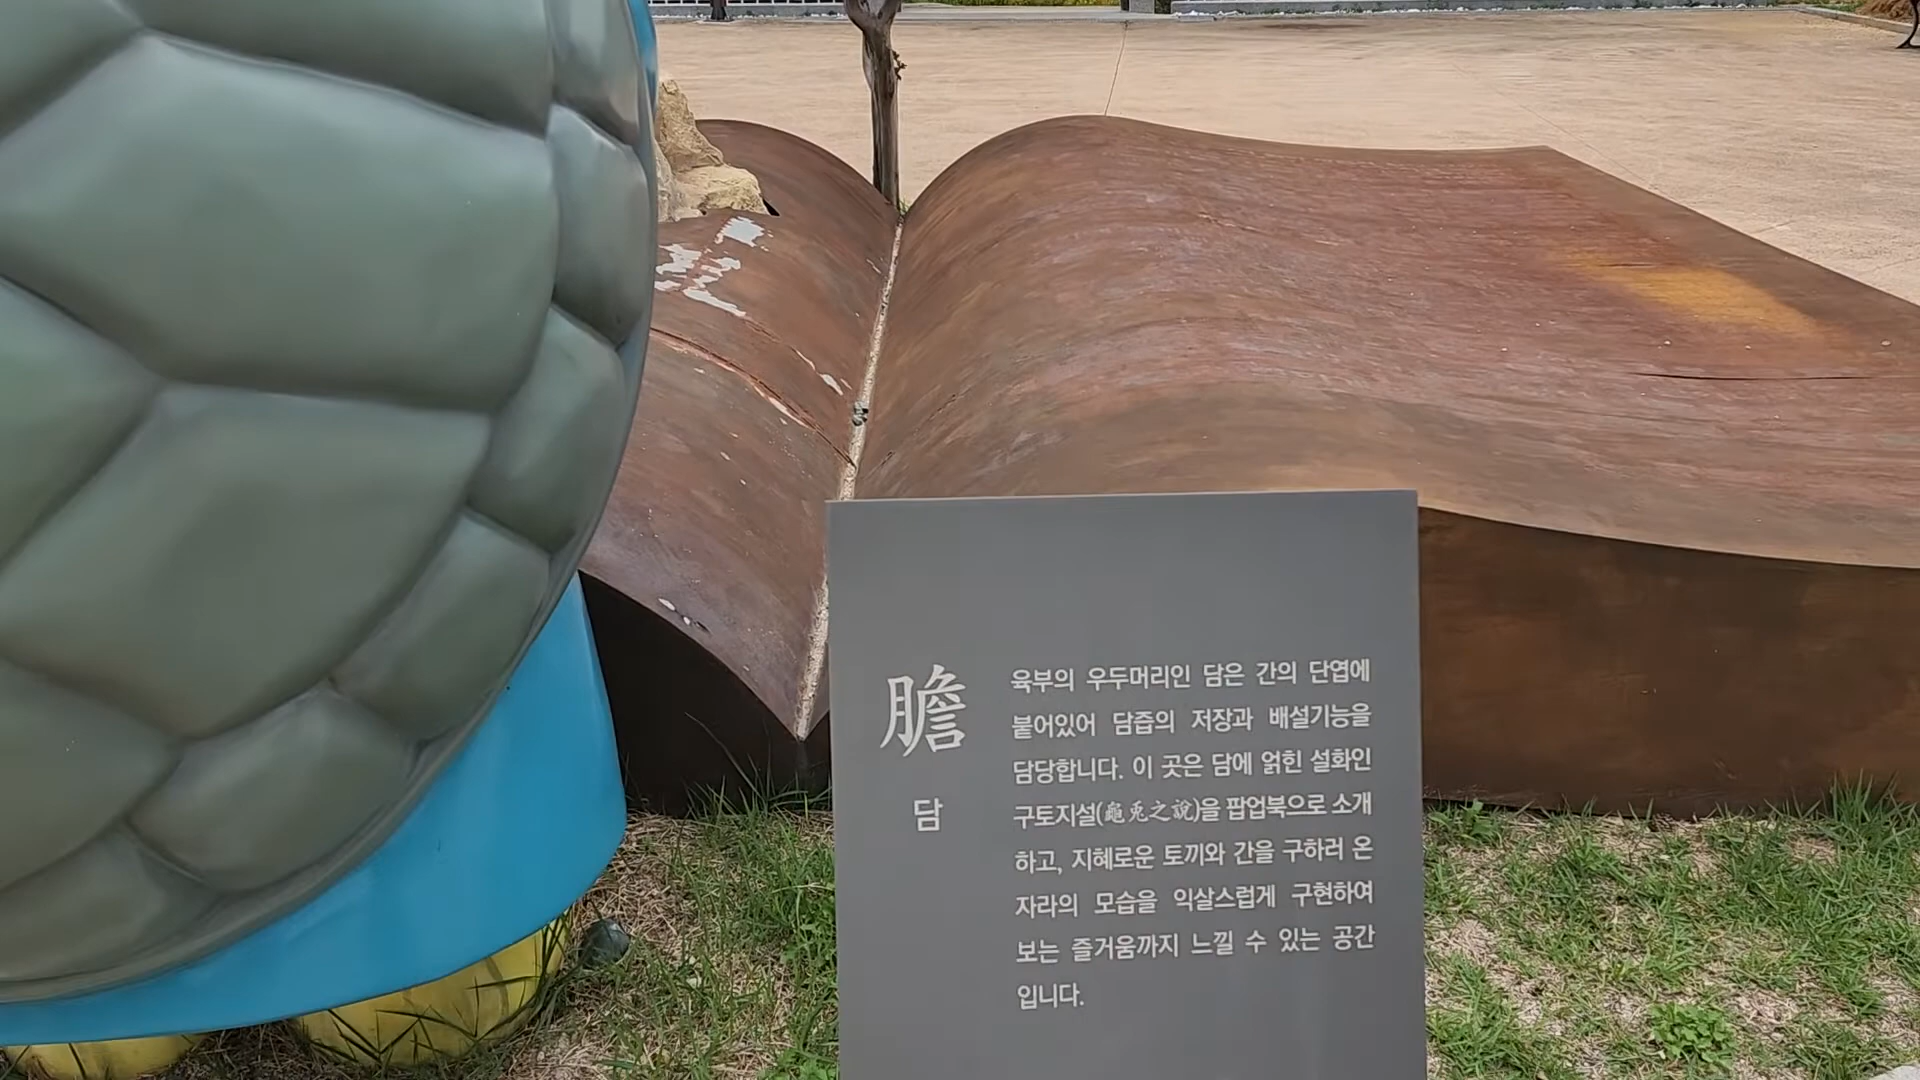 膽
담
육부의 우두머리인 담은 간의 단엽에
붙어있어 담즙의 저장과 배설기능을
담당합니다. 이 곳은 담에 얽힌 설화인
구토지설(龜兎之說)을 팝업북으로 소개
하고, 지혜로운 토끼와 간을 구하러 온
자라의 모습을 익살스럽게 구현하여
보는 즐거움까지 느낄 수 있는 공간
입니다.